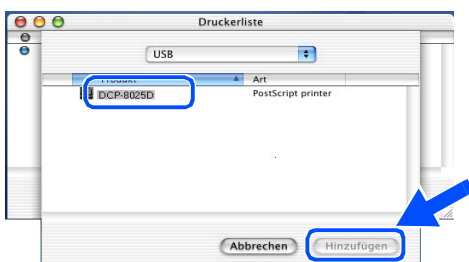 Druckerliste
USB
Produkt Art
DCP-8025D PostScript printer
Abbrechen Hinzufügen